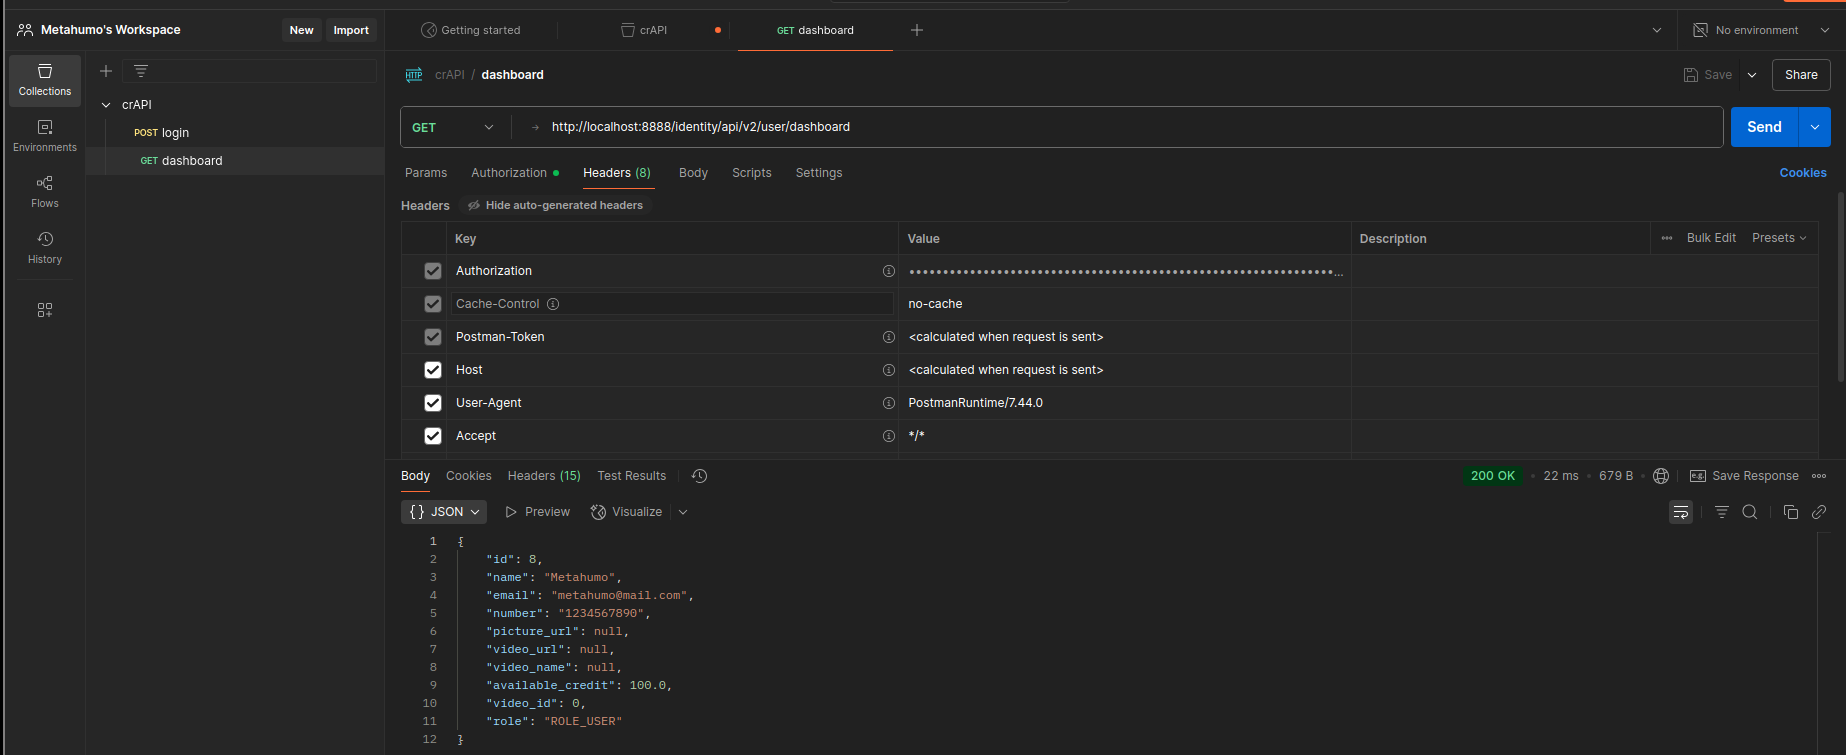 Metahumo's Workspace
New
Import
Getting started
crAPI
GET dashboard
No environment
Collections
Environments
Flows
History
crAPI
POST login
GET dashboard
HTTP crAPI / dashboard
Save
Share
GET
http://localhost:8888/identity/api/v2/user/dashboard
Send
Params Authorization Headers (8) Body Scripts Settings
Cookies
Headers Hide auto-generated headers
Key Value Description Bulk Edit Presets
Authorization ••••••••••••••••••••••••••••••••••••••••••••••••••••••••••••••••...
Cache-Control no-cache
Postman-Token <calculated when request is sent>
Host <calculated when request is sent>
User-Agent PostmanRuntime/7.44.0
Accept */*
Body Cookies Headers (15) Test Results
200 OK • 22 ms • 679 B
e.g. Save Response
{} JSON Preview Visualize
1 {
2 "id": 8,
3 "name": "Metahumo",
4 "email": "metahumo@mail.com",
5 "number": "1234567890",
6 "picture_url": null,
7 "video_url": null,
8 "video_name": null,
9 "available_credit": 100.0,
10 "video_id": 0,
11 "role": "ROLE_USER"
12 }